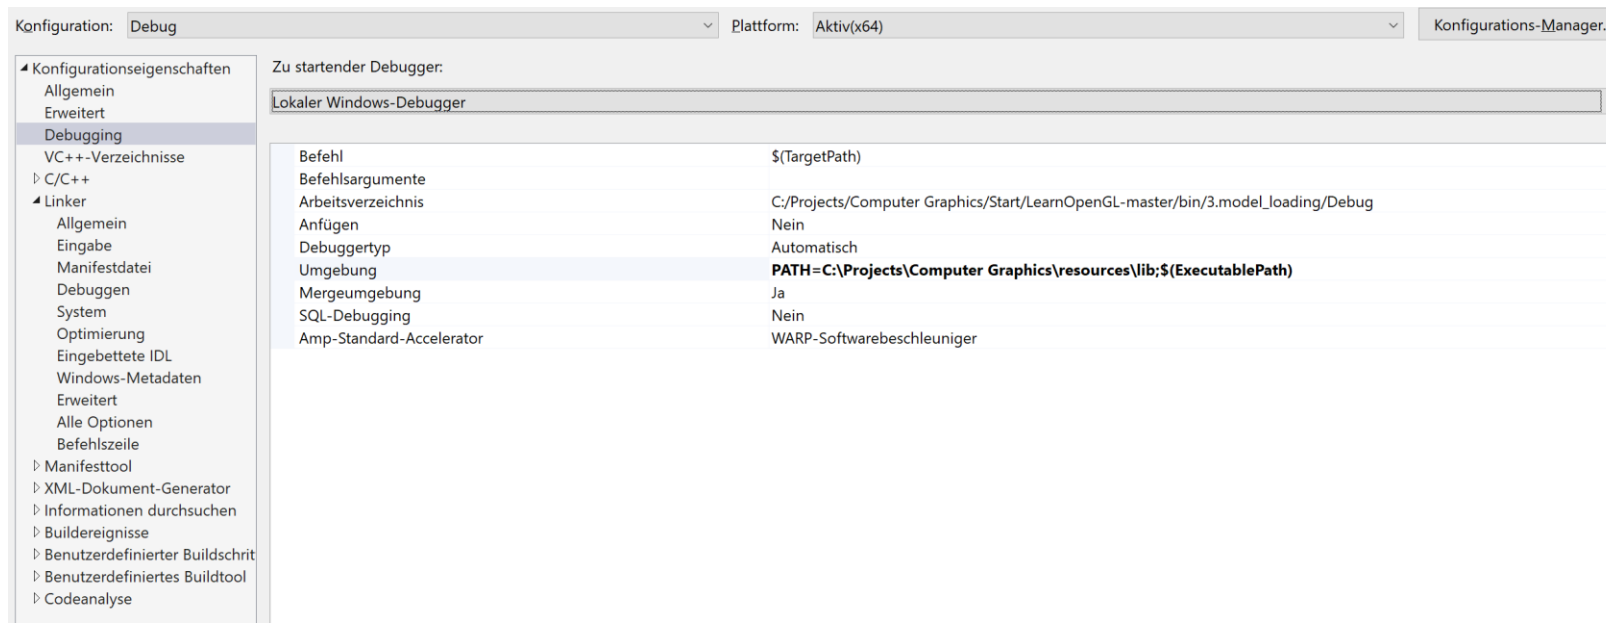 Konfiguration: Debug Plattform: Aktiv(x64) Konfigurations-Manager.
Konfigurationseigenschaften
Allgemein
Erweitert
Debugging
VC++-Verzeichnisse
C/C++
Linker
Allgemein
Eingabe
Manifestdatei
Debuggen
System
Optimierung
Eingebettete IDL
Windows-Metadaten
Erweitert
Alle Optionen
Befehlszeile
Manifesttool
XML-Dokument-Generator
Informationen durchsuchen
Buildereignisse
Benutzerdefinierter Buildschrit
Benutzerdefiniertes Buildtool
Codeanalyse
Zu startender Debugger:
Lokaler Windows-Debugger
Befehl $(TargetPath)
Befehlsargumente
Arbeitsverzeichnis C:/Projects/Computer Graphics/Start/LearnOpenGL-master/bin/3.model_loading/Debug
Anfügen Nein
Debuggertyp Automatisch
Umgebung PATH=C:\Projects\Computer Graphics\resources\lib;$(ExecutablePath)
Mergeumgebung Ja
SQL-Debugging Nein
Amp-Standard-Accelerator WARP-Softwarebeschleuniger